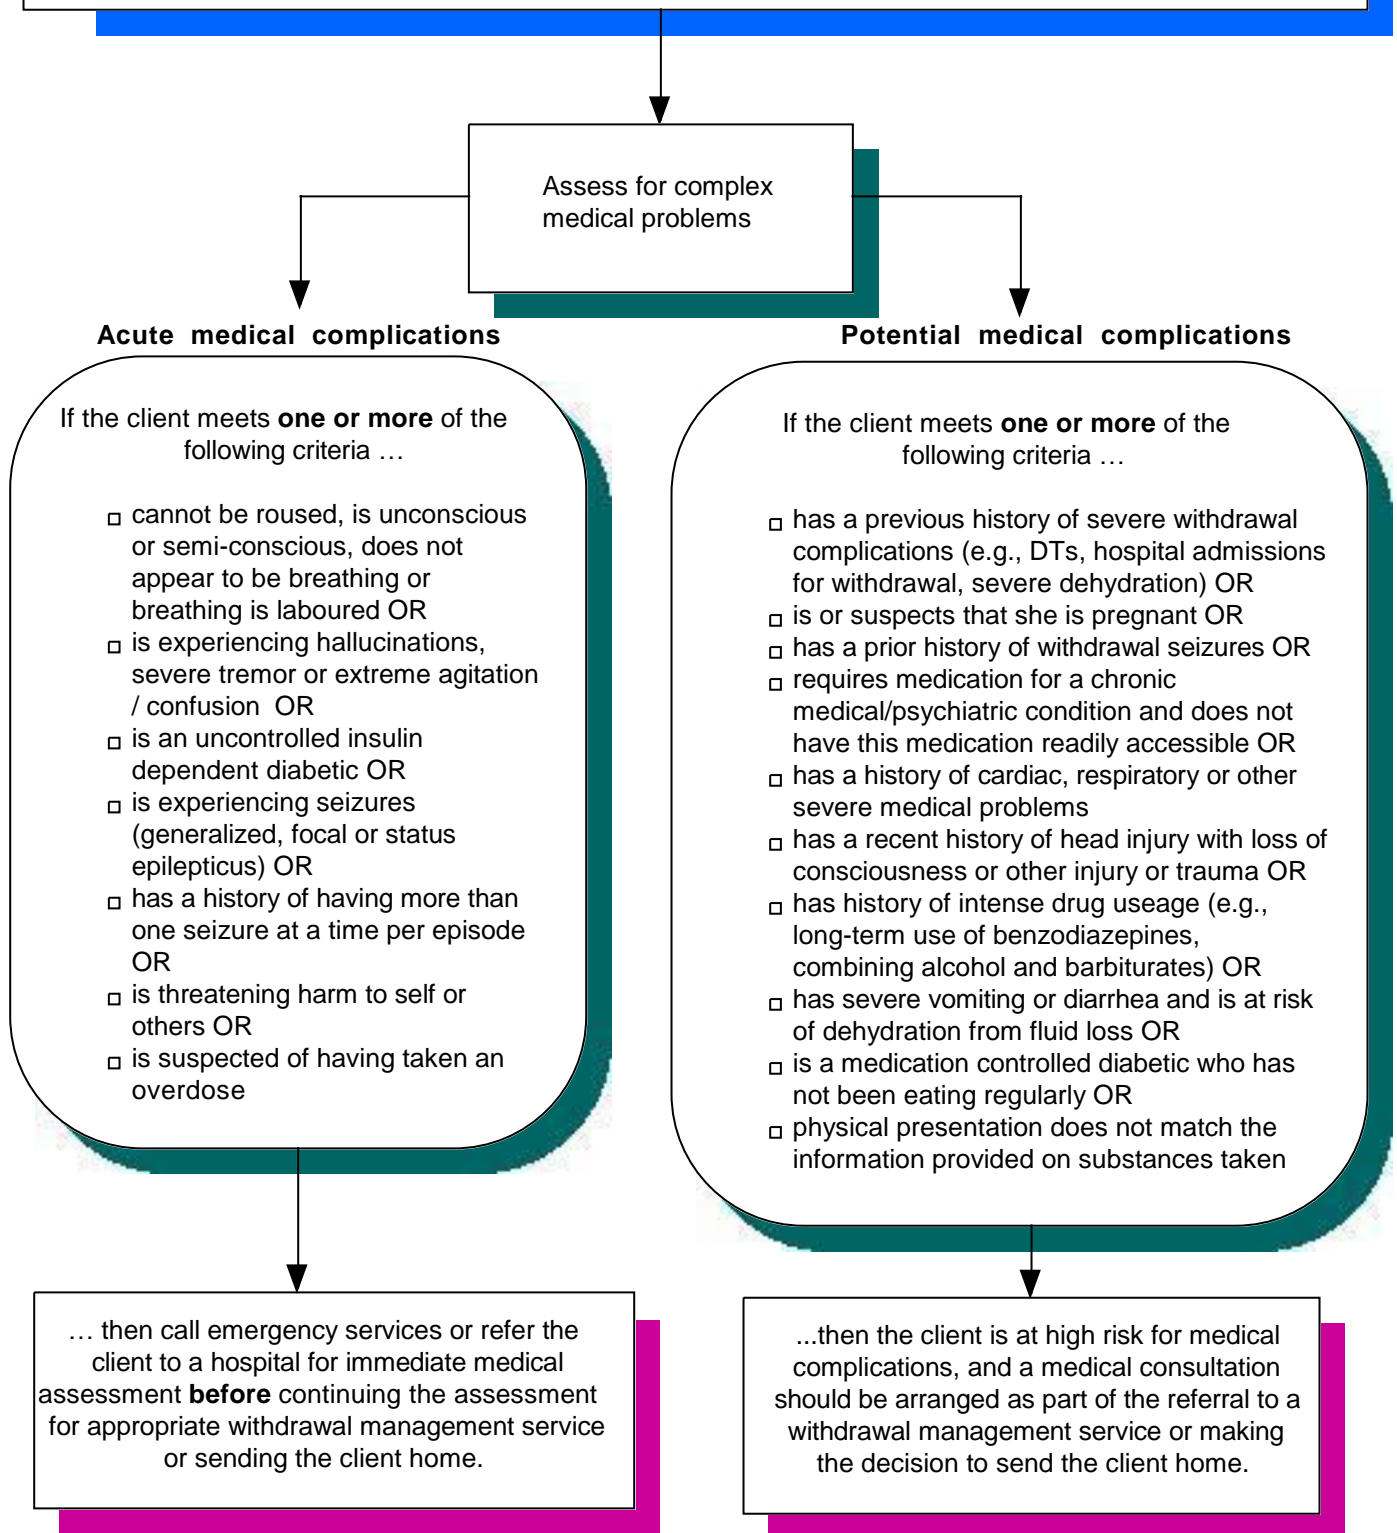 Assess for complex
medical problems
Acute medical complications
If the client meets one or more of the
following criteria …
cannot be roused, is unconscious
or semi-conscious, does not
appear to be breathing or
breathing is laboured OR
is experiencing hallucinations,
severe tremor or extreme agitation
/ confusion OR
is an uncontrolled insulin
dependent diabetic OR
is experiencing seizures
(generalized, focal or status
epilepticus) OR
has a history of having more than
one seizure at a time per episode
OR
is threatening harm to self or
others OR
is suspected of having taken an
overdose
… then call emergency services or refer the
client to a hospital for immediate medical
assessment before continuing the assessment
for appropriate withdrawal management service
or sending the client home.
Potential medical complications
If the client meets one or more of the
following criteria …
has a previous history of severe withdrawal
complications (e.g., DTs, hospital admissions
for withdrawal, severe dehydration) OR
is or suspects that she is pregnant OR
has a prior history of withdrawal seizures OR
requires medication for a chronic
medical/psychiatric condition and does not
have this medication readily accessible OR
has a history of cardiac, respiratory or other
severe medical problems
has a recent history of head injury with loss of
consciousness or other injury or trauma OR
has history of intense drug useage (e.g.,
long-term use of benzodiazepines,
combining alcohol and barbiturates) OR
has severe vomiting or diarrhea and is at risk
of dehydration from fluid loss OR
is a medication controlled diabetic who has
not been eating regularly OR
physical presentation does not match the
information provided on substances taken
...then the client is at high risk for medical
complications, and a medical consultation
should be arranged as part of the referral to a
withdrawal management service or making
the decision to send the client home.